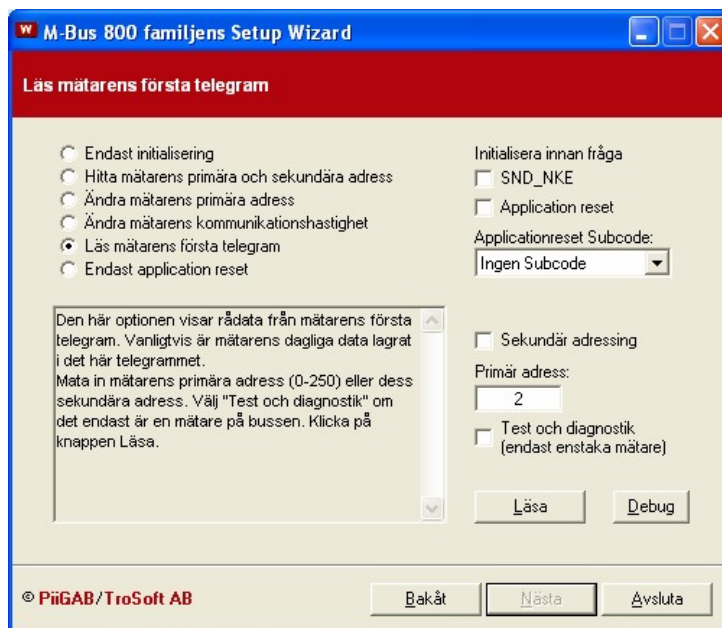 M-Bus 800 familjens Setup Wizard
Läs mätarens första telegram
Endast initialisering
Hitta mätarens primära och sekundära adress
Ändra mätarens primära adress
Ändra mätarens kommunikationshastighet
Läs mätarens första telegram
Endast application reset
Initialisera innan fråga
SND_NKE
Application reset
Applicationreset Subcode:
Ingen Subcode
Den här optionen visar rådata från mätarens första
telegram. Vanligtvis är mätarens dagliga data lagrat
i det här telegrammet.
Mata in mätarens primära adress (0-250) eller dess
sekundära adress. Välj "Test och diagnostik" om
det endast är en mätare på bussen. Klicka på
knappen Läsa.
Sekundär adressing
Primär adress:
2
Test och diagnostik
(endast enstaka mätare)
Läsa
Debug
© PiiGAB/TroSoft AB
Bakåt
Nästa
Avsluta